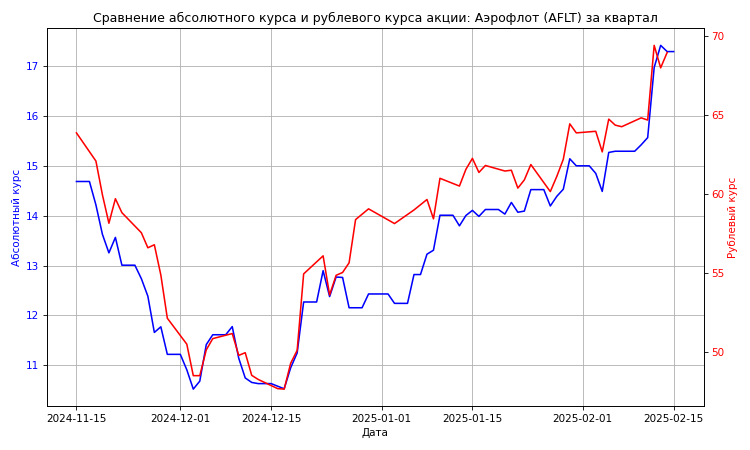 Сравнение абсолютного курса и рублевого курса акции: Аэрофлот (AFLT) за квартал
Абсолютный курс
17
16
15
14
13
12
11
70
65
60
55
50
Рублевый курс
2024-11-15 2024-12-01 2024-12-15 2025-01-01 2025-01-15 2025-02-01 2025-02-15
Дата